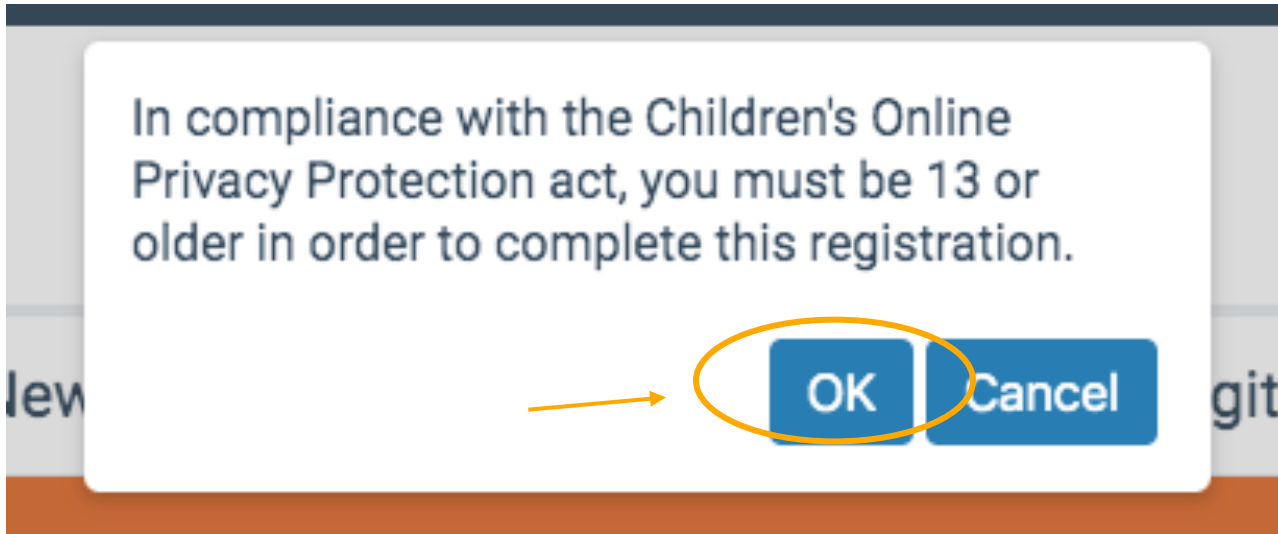 In compliance with the Children's Online
Privacy Protection act, you must be 13 or
older in order to complete this registration.
OK Cancel